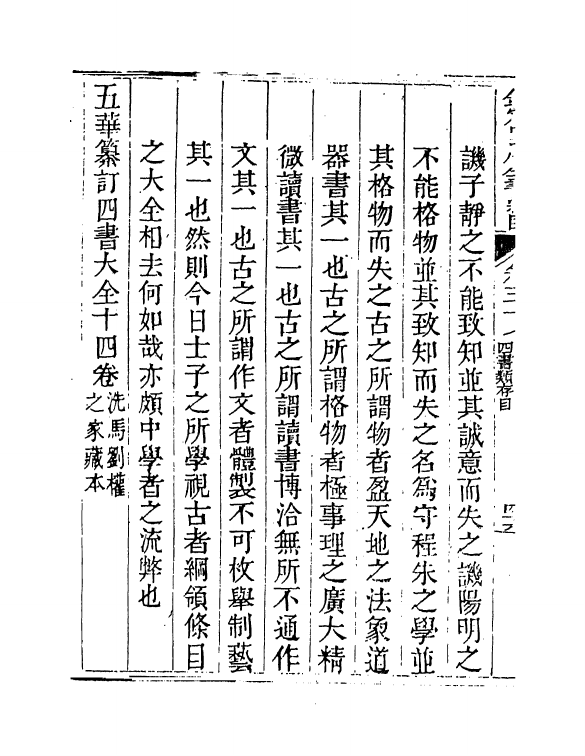 四書類存目
譏子靜之不能致知並其誠意而失之譏陽明之
不能格物並其致知而失之名爲守程朱之學並
其格物而失之古之所謂物者盈天地之法象道
器書其一也古之所謂格物者極事理之廣大精
微讀書其一也古之所謂讀書博洽無所不通作
文其一也古之所謂作文者體製不可枚舉制藝
其一也然則今日士子之所學視古者綱領條目
之大全相去何如哉亦頗中學者之流弊也
五華纂訂四書大全十四卷
洗馬劉權
之家藏本